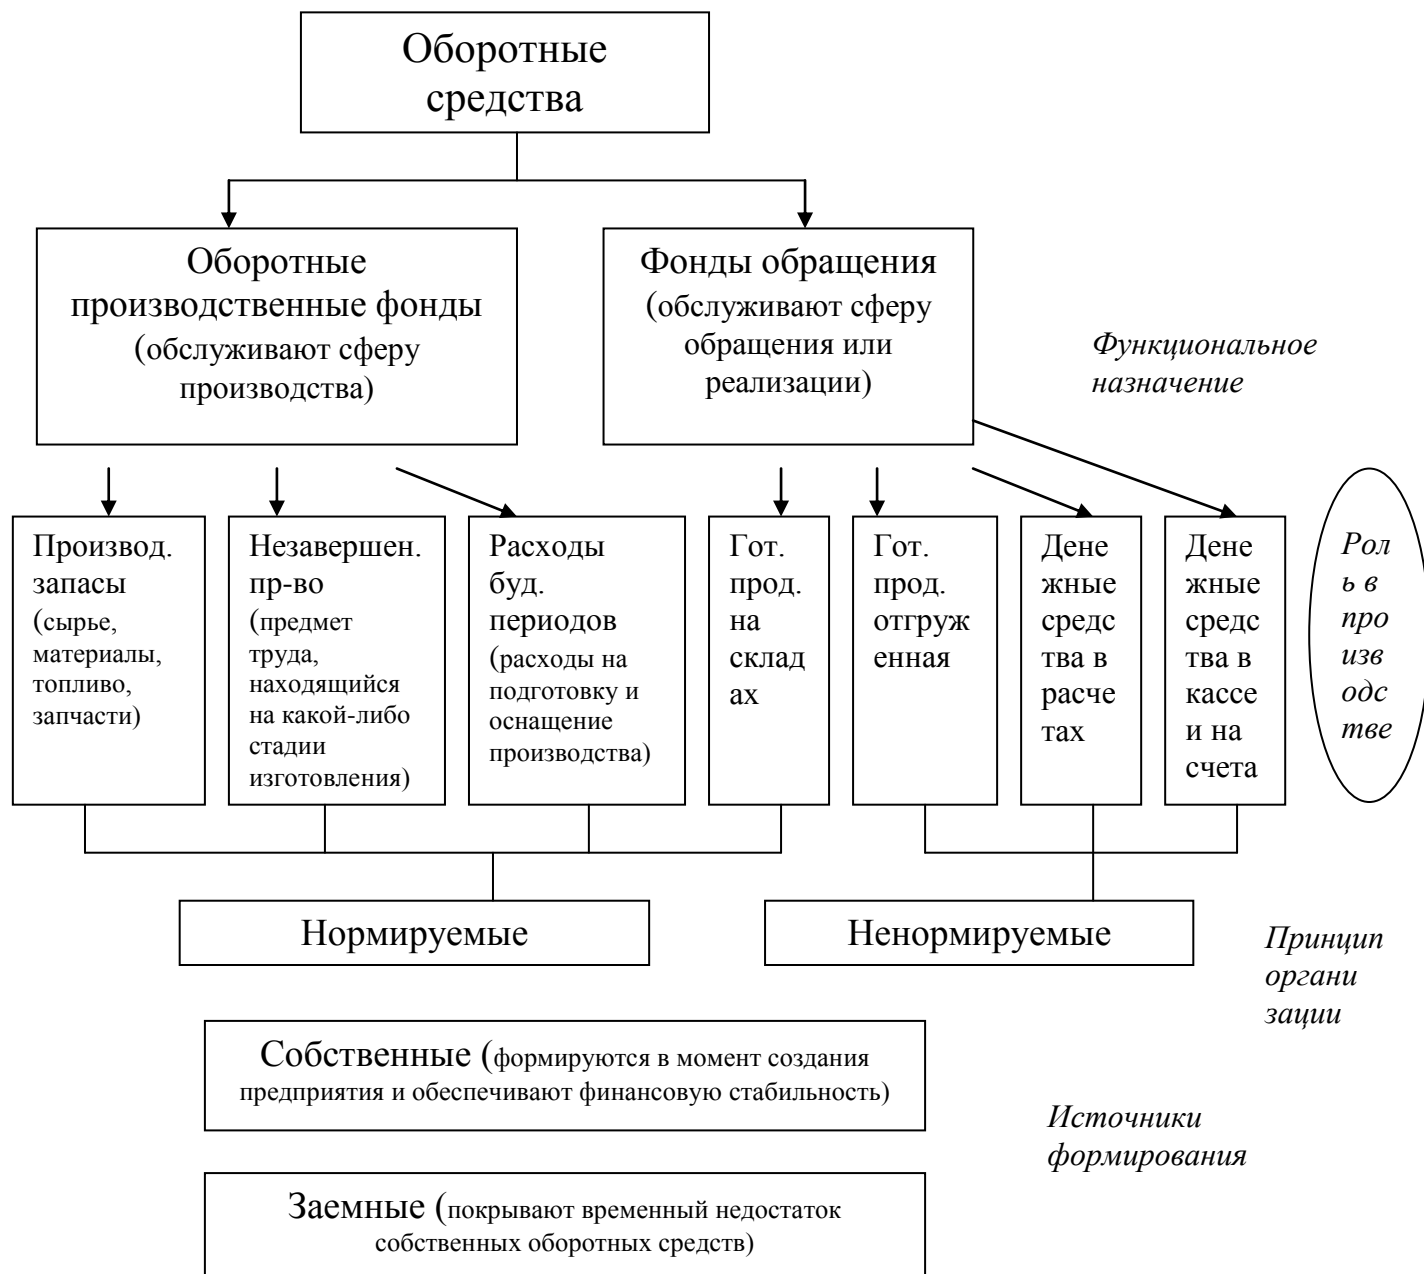 Оборотные
средства
Оборотные
производственные фонды
(обслуживают сферу
производства)
Фонды обращения
(обслуживают сферу
обращения или
реализации)
Функциональное
назначение
Производ.
запасы
(сырье,
материалы,
топливо,
запчасти)
Незавершен.
пр-во
(предмет
труда,
находящийся
на какой-либо
стадии
изготовления)
Расходы
буд.
периодов
(расходы на
подготовку и
оснащение
производства)
Гот.
прод.
на
склад
ах
Гот.
прод.
отгруж
енная
Дене
жные
средс
тва в
расче
тах
Дене
жные
средс
тва в
кассе
и на
счета
Рол
ь в
про
изв
одс
тве
Нормируемые
Ненормируемые
Принцип
органи
зации
Собственные (формируются в момент создания
предприятия и обеспечивают финансовую стабильность)
Источники
формирования
Заемные (покрывают временный недостаток
собственных оборотных средств)